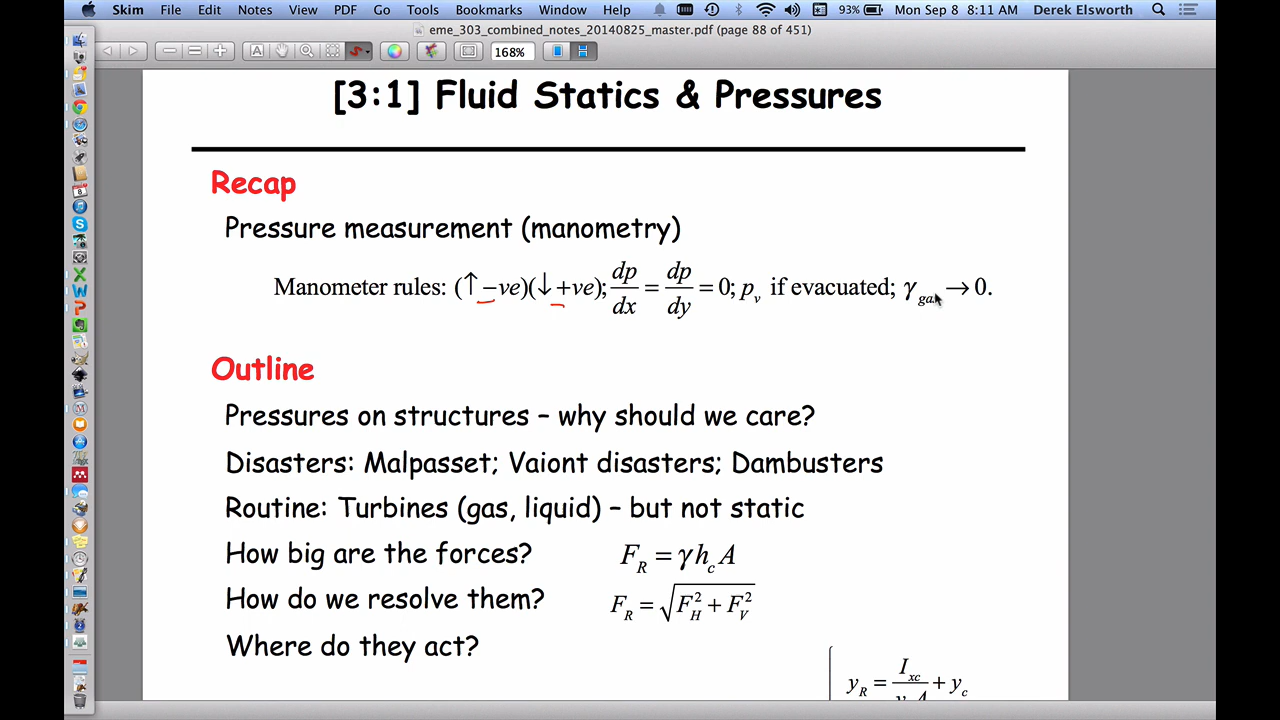 Skim File Edit View PDF Go Tools Bookmarks Window Help 93% Mon Sep 8 8:11 AM Derek Elsworth
eme_303_combined_notes_20140825_master.pdf (page 88 of 451)
168%
[3:1] Fluid Statics & Pressures
Recap
Pressure measurement (manometry)
Manometer rules: (↑−ve)(↓+ve); dp/dx = dp/dy = 0; p_v if evacuated; γ_gas → 0.
Outline
Pressures on structures – why should we care?
Disasters: Malpasset; Vaiont disasters; Dambusters
Routine: Turbines (gas, liquid) – but not static
How big are the forces? F_R = γh_cA
How do we resolve them? F_R = √(F_H² + F_V²)
Where do they act?
y_R = I_xc / y_cA + y_c